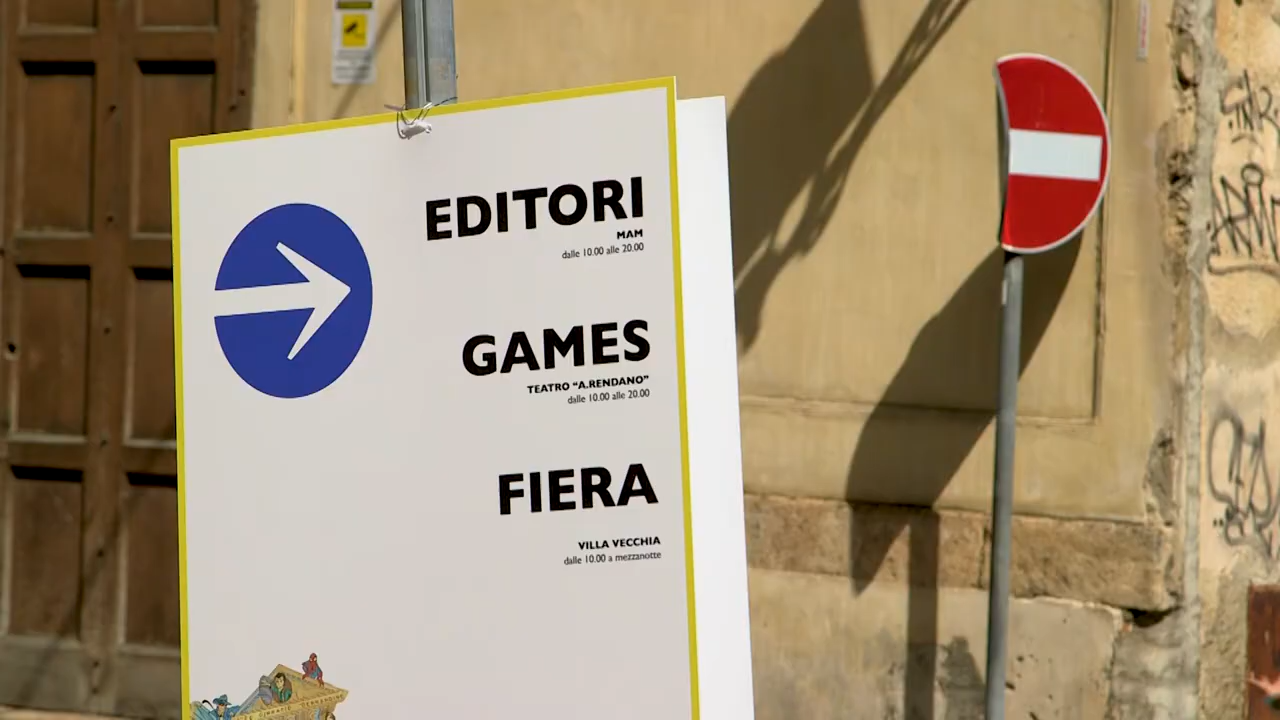 EDITORI
MAM
dalle 10.00 alle 20.00
GAMES
TEATRO “A.RENDANO”
dalle 10.00 alle 20.00
FIERA
VILLA VECCHIA
dalle 10.00 a mezzanotte